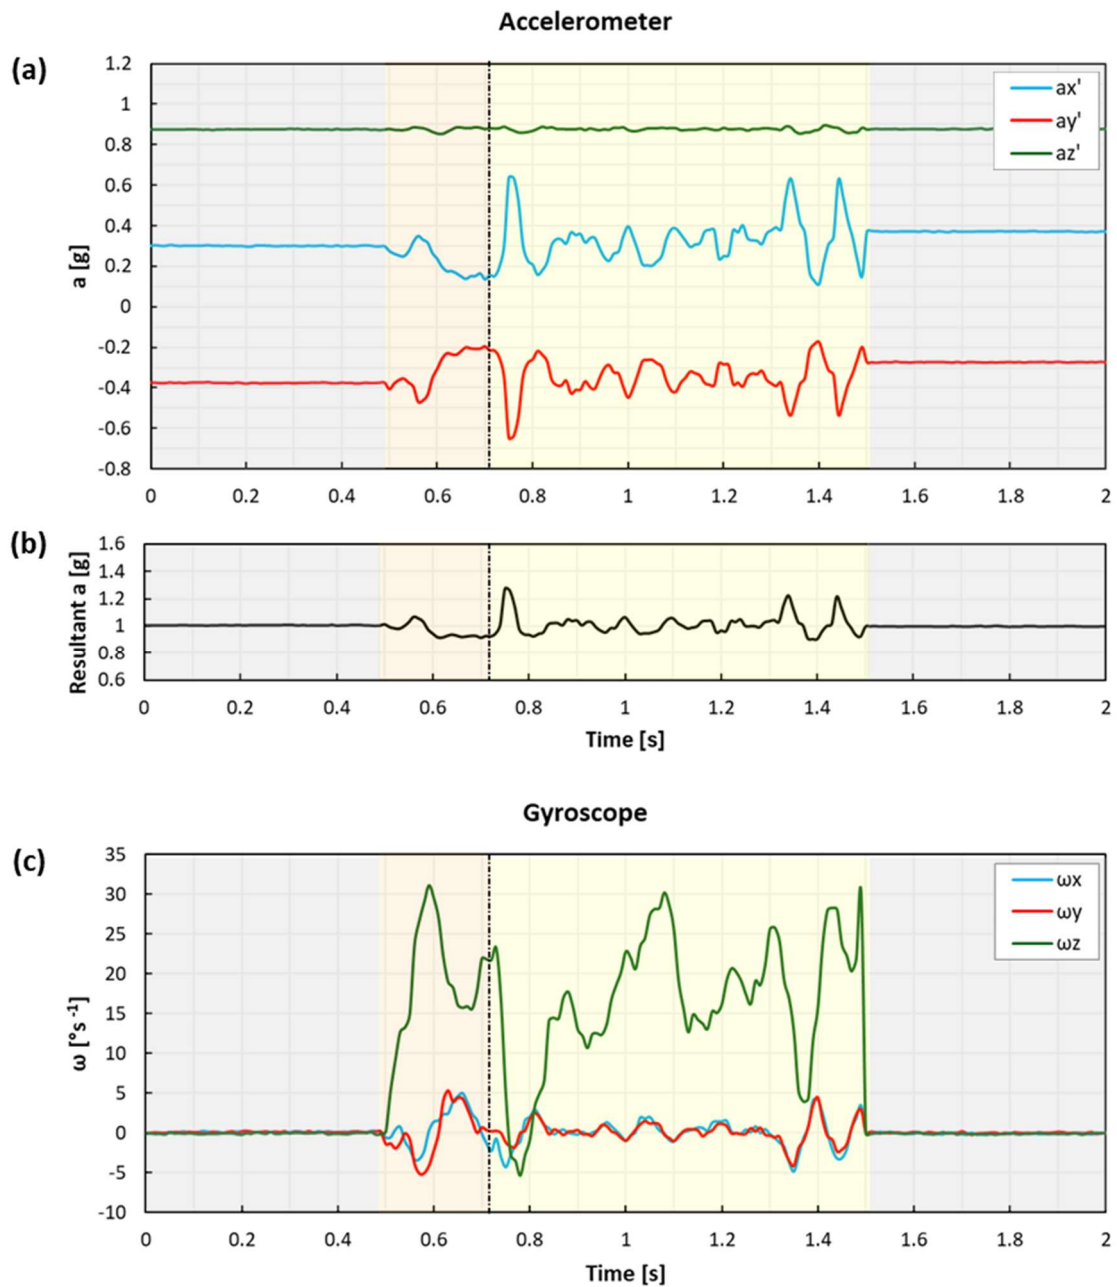 Accelerometer
(a)
1.2
1
0.8
0.6
0.4
0.2
0
-0.2
-0.4
-0.6
-0.8
a [g]
ax'
ay'
az'
0 0.2 0.4 0.6 0.8 1 1.2 1.4 1.6 1.8 2
(b)
1.6
1.4
1.2
1
0.8
0.6
Resultant a [g]
0 0.2 0.4 0.6 0.8 1 1.2 1.4 1.6 1.8 2
Time [s]
Gyroscope
(c)
35
30
25
20
15
10
5
0
-5
-10
ω [°s⁻¹]
ωx
ωy
ωz
0 0.2 0.4 0.6 0.8 1 1.2 1.4 1.6 1.8 2
Time [s]